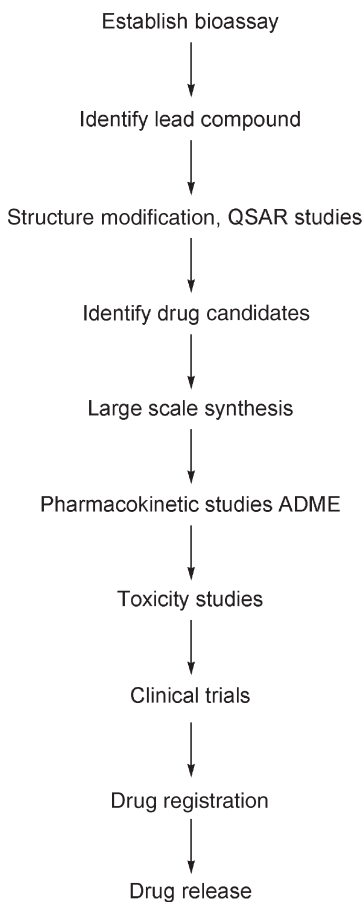 Establish bioassay
Identify lead compound
Structure modification, QSAR studies
Identify drug candidates
Large scale synthesis
Pharmacokinetic studies ADME
Toxicity studies
Clinical trials
Drug registration
Drug release